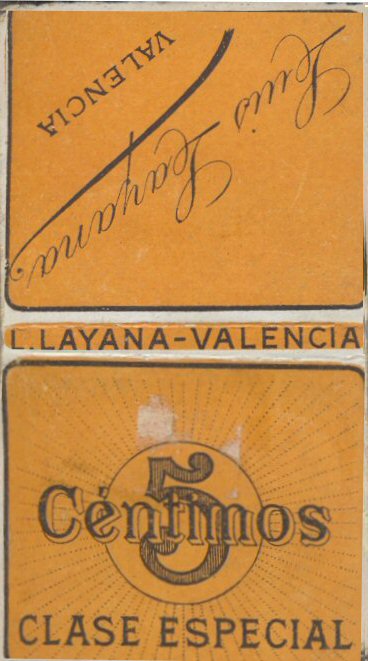 Luis Layana
VALENCIA
L. LAYANA-VALENCIA
5
Céntimos
CLASE ESPECIAL